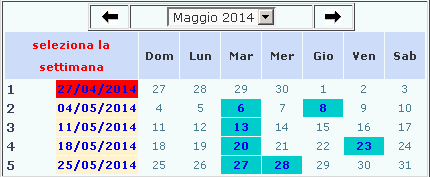 Maggio 2014
seleziona la settimana Dom Lun Mar Mer Gio Ven Sab
1 27/04/2014 27 28 29 30 1 2 3
2 04/05/2014 4 5 6 7 8 9 10
3 11/05/2014 11 12 13 14 15 16 17
4 18/05/2014 18 19 20 21 22 23 24
5 25/05/2014 25 26 27 28 29 30 31